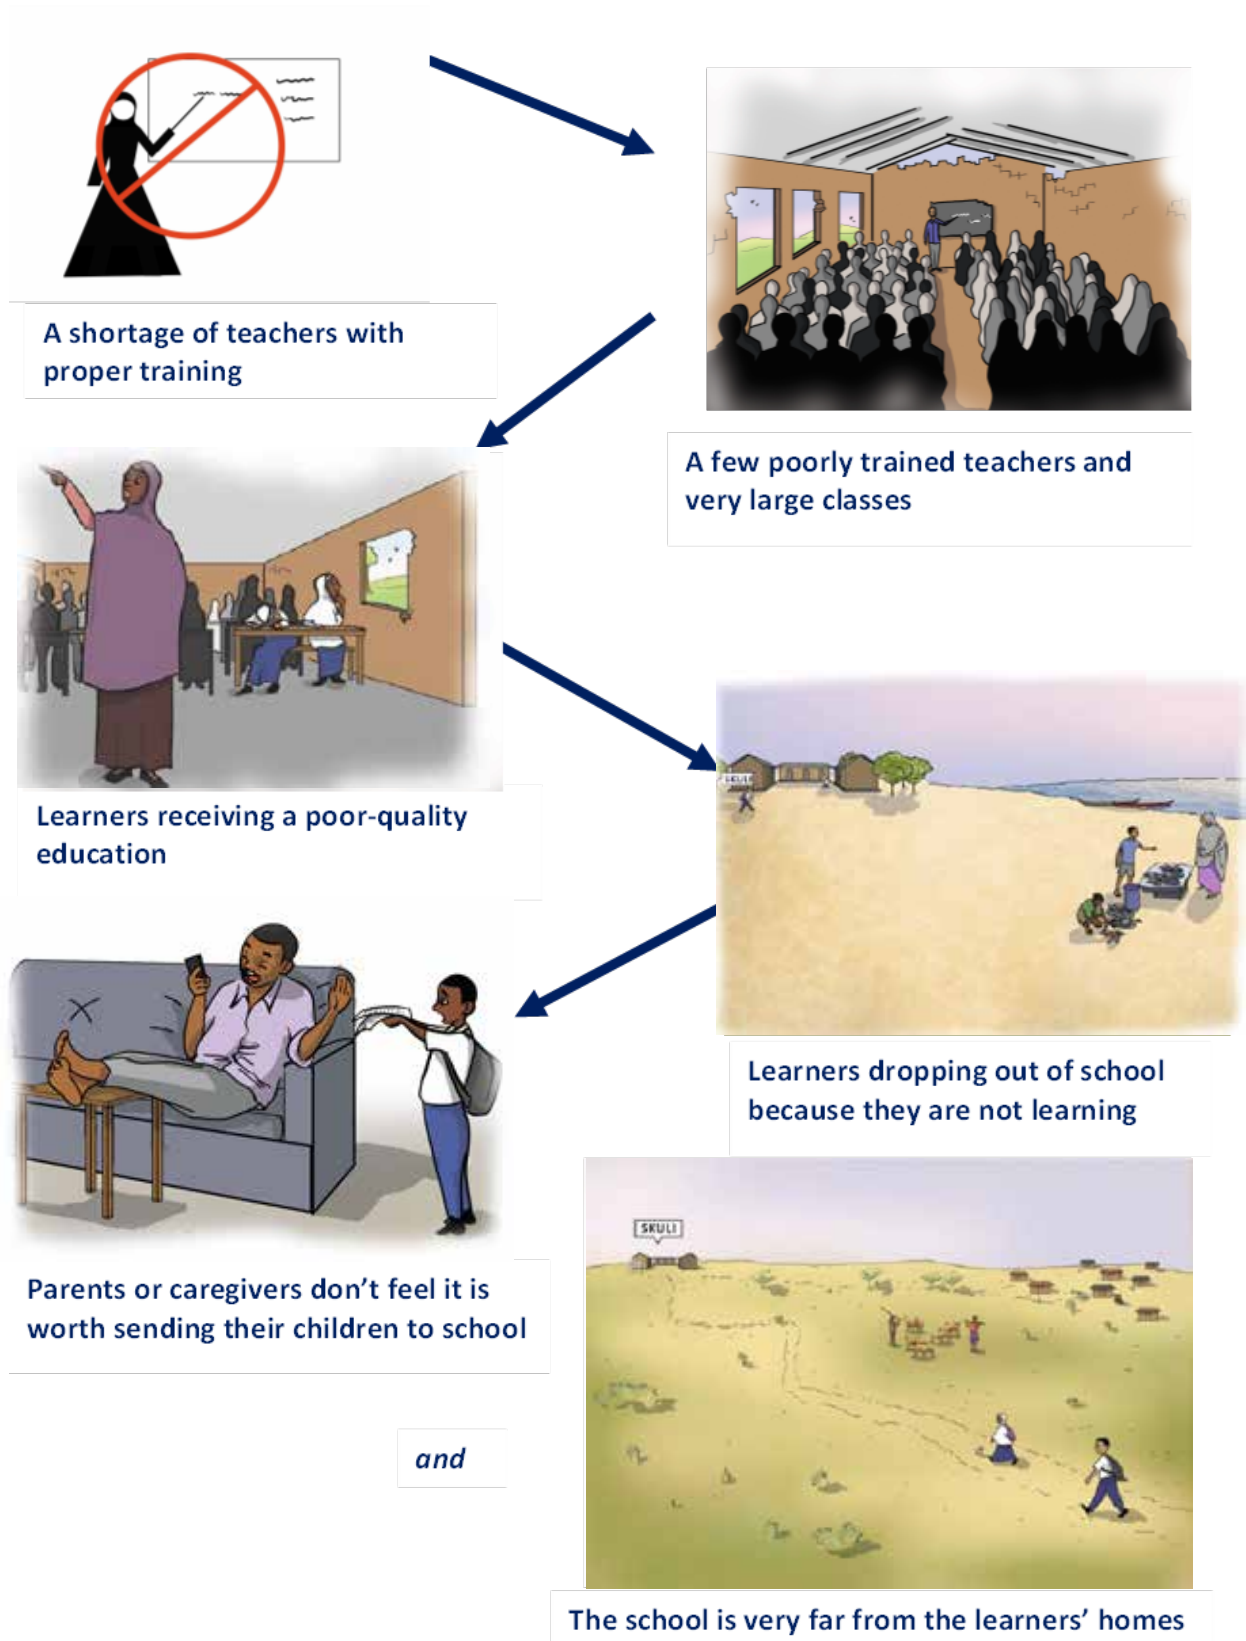 A shortage of teachers with
proper training
A few poorly trained teachers and
very large classes
Learners receiving a poor-quality
education
SKULI
Learners dropping out of school
because they are not learning
Parents or caregivers don't feel it is
worth sending their children to school
SKULI
and
The school is very far from the learners' homes